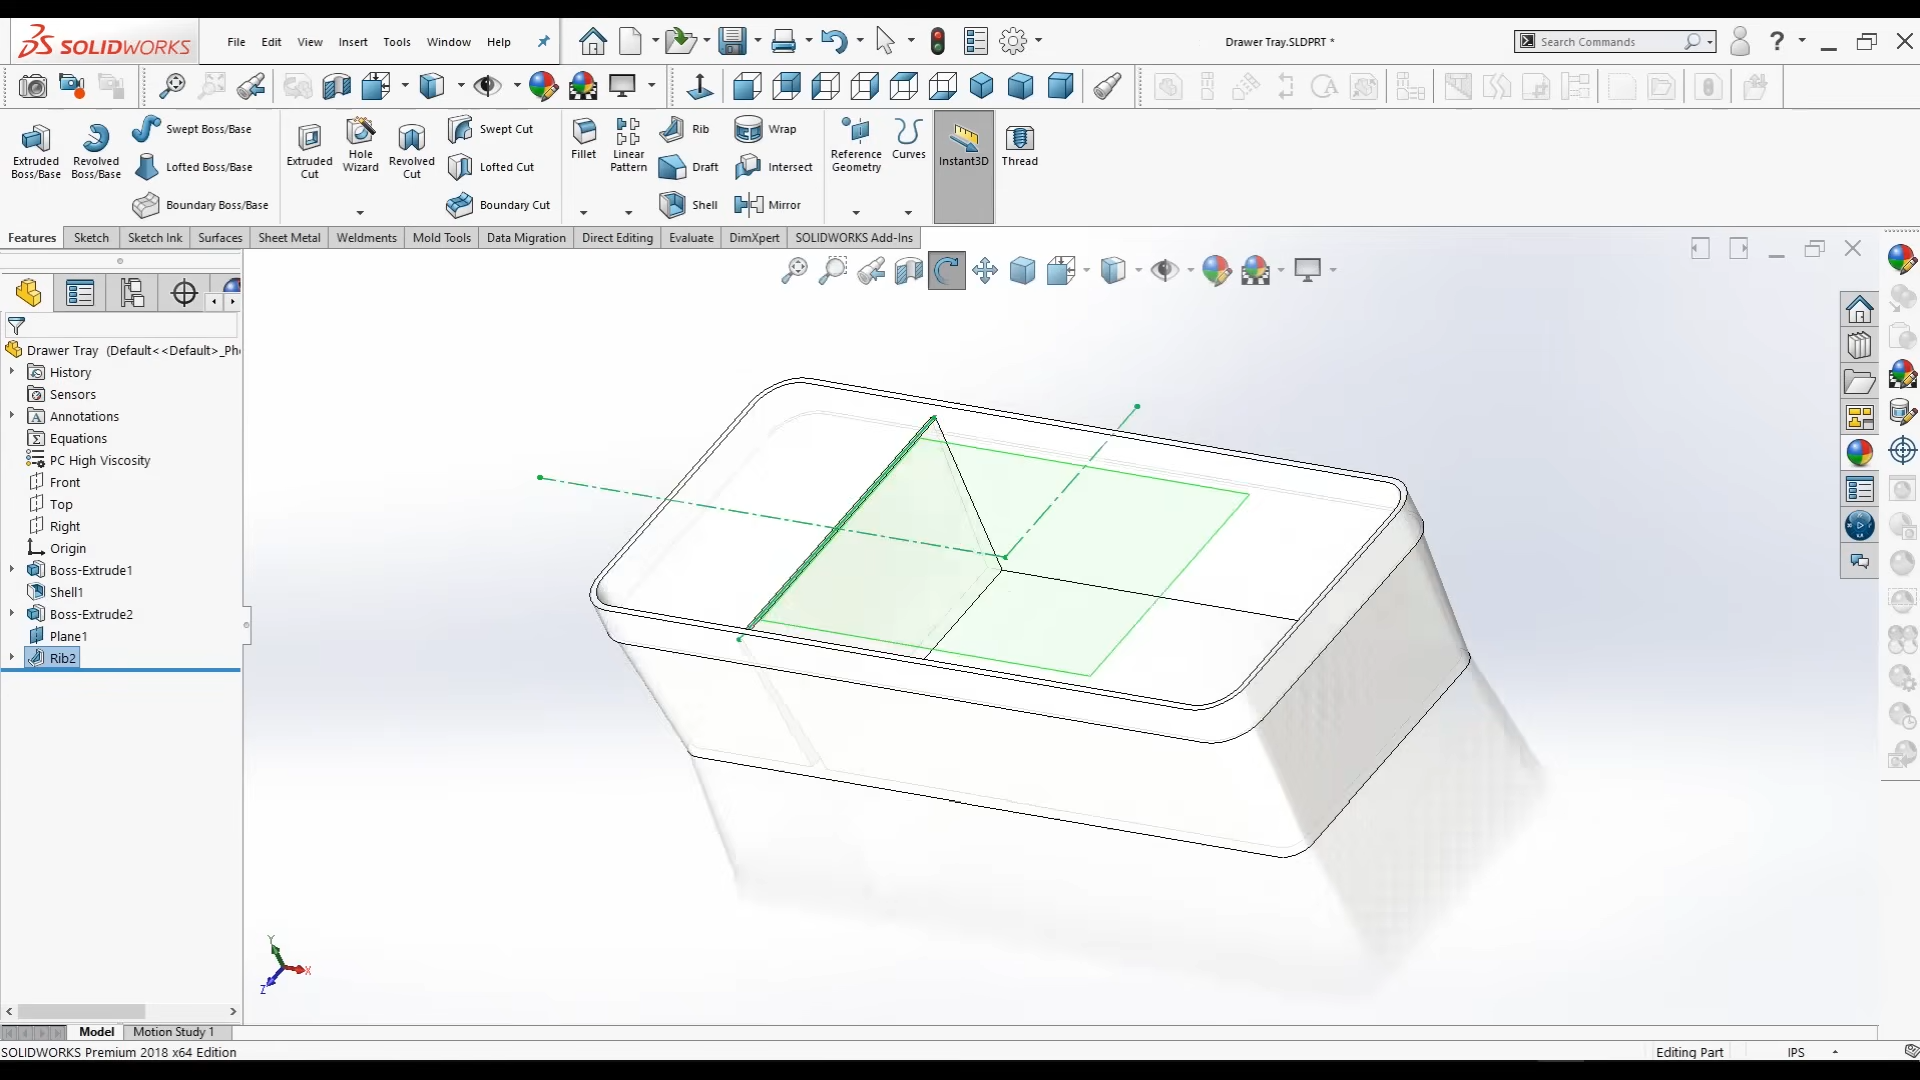 SOLIDWORKS File Edit View Insert Tools Window Help Drawer Tray.SLDPRT * Search Commands ?
Extruded Boss/Base
Revolved Boss/Base
Swept Boss/Base
Lofted Boss/Base
Boundary Boss/Base
Extruded Cut
Hole Wizard
Revolved Cut
Swept Cut
Lofted Cut
Boundary Cut
Fillet
Linear Pattern
Rib
Draft
Shell
Wrap
Intersect
Mirror
Reference Geometry
Curves
Instant3D
Thread
Features Sketch Sketch Ink Surfaces Sheet Metal Weldments Mold Tools Data Migration Direct Editing Evaluate DimXpert SOLIDWORKS Add-Ins
Drawer Tray (Default<<Default>_Ph
History
Sensors
Annotations
Equations
PC High Viscosity
Front
Top
Right
Origin
Boss-Extrude1
Shell1
Boss-Extrude2
Plane1
Rib2
Y
X
Z
Model Motion Study 1
SOLIDWORKS Premium 2018 x64 Edition Editing Part IPS